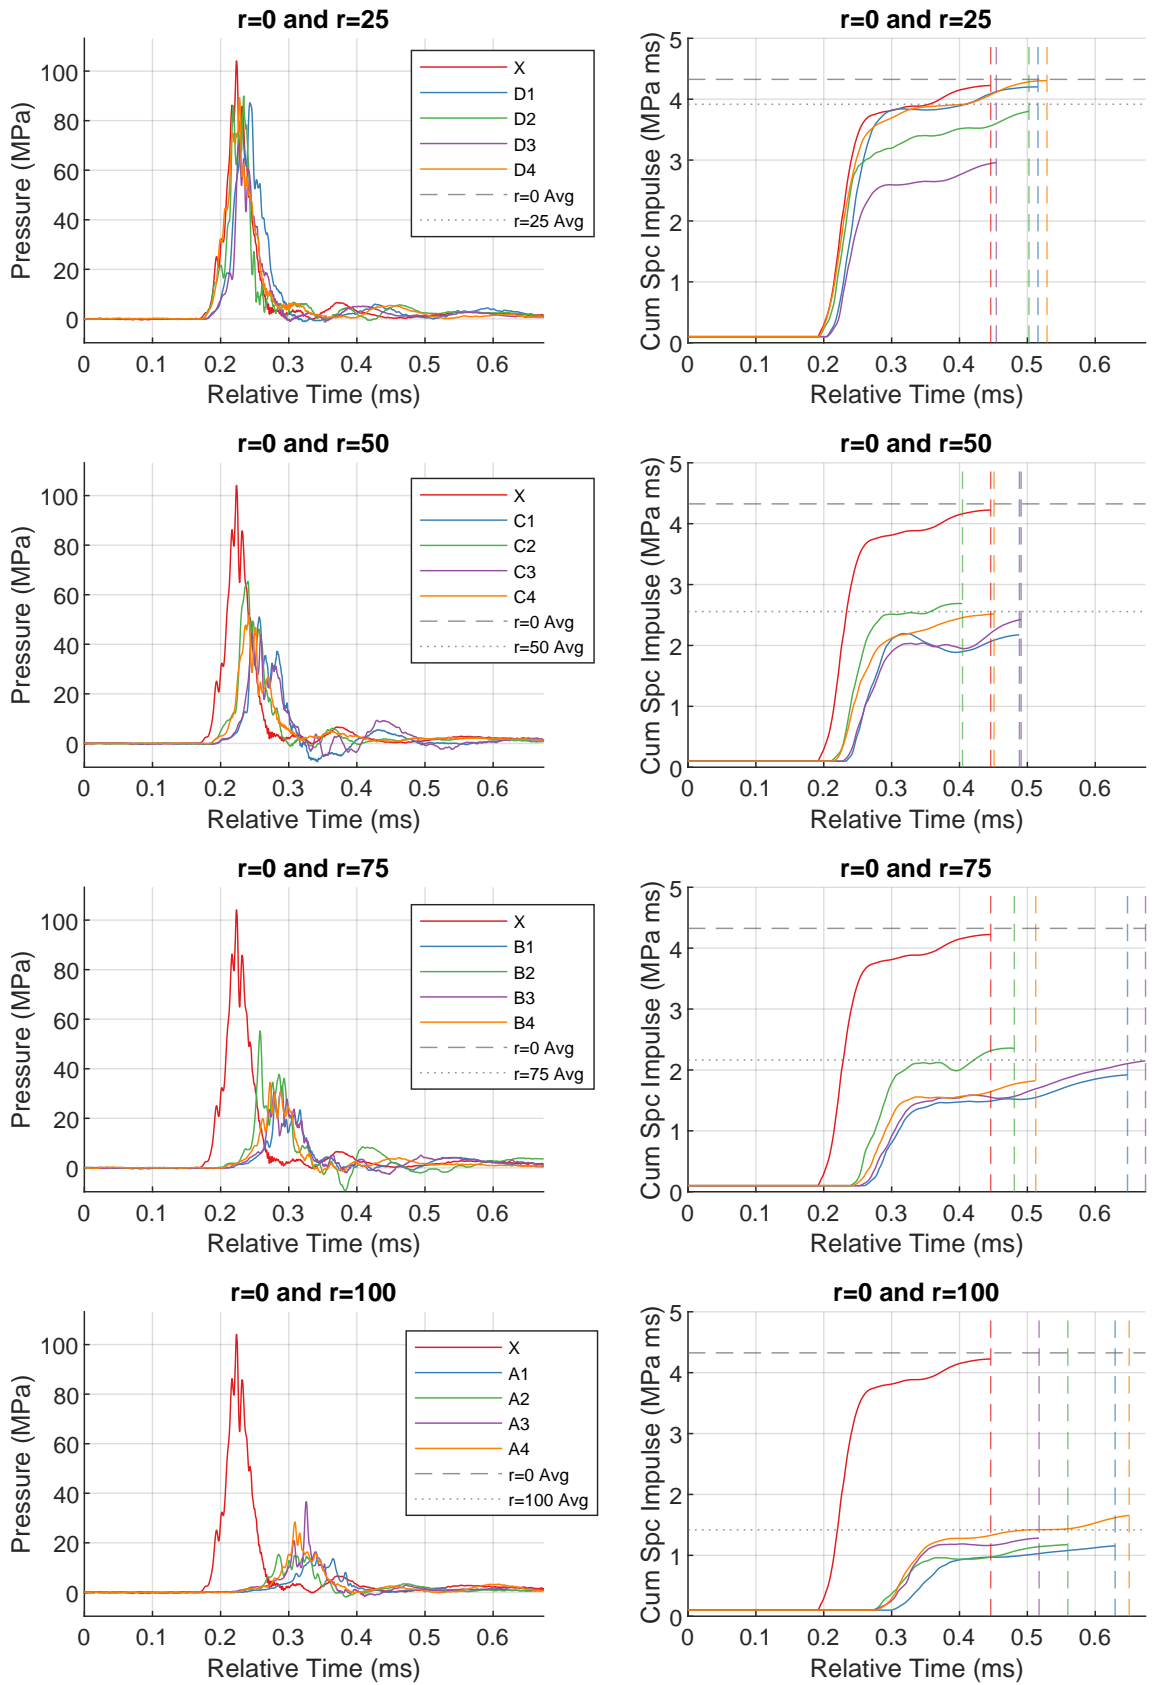 r=0 and r=25
Pressure (MPa)
100
80
60
40
20
0
0 0.1 0.2 0.3 0.4 0.5 0.6
Relative Time (ms)
X
D1
D2
D3
D4
r=0 Avg
r=25 Avg
r=0 and r=25
Cum Spc Impulse (MPa ms)
5
4
3
2
1
0
0 0.1 0.2 0.3 0.4 0.5 0.6
Relative Time (ms)
r=0 and r=50
Pressure (MPa)
100
80
60
40
20
0
0 0.1 0.2 0.3 0.4 0.5 0.6
Relative Time (ms)
X
C1
C2
C3
C4
r=0 Avg
r=50 Avg
r=0 and r=50
Cum Spc Impulse (MPa ms)
5
4
3
2
1
0
0 0.1 0.2 0.3 0.4 0.5 0.6
Relative Time (ms)
r=0 and r=75
Pressure (MPa)
100
80
60
40
20
0
0 0.1 0.2 0.3 0.4 0.5 0.6
Relative Time (ms)
X
B1
B2
B3
B4
r=0 Avg
r=75 Avg
r=0 and r=75
Cum Spc Impulse (MPa ms)
5
4
3
2
1
0
0 0.1 0.2 0.3 0.4 0.5 0.6
Relative Time (ms)
r=0 and r=100
Pressure (MPa)
100
80
60
40
20
0
0 0.1 0.2 0.3 0.4 0.5 0.6
Relative Time (ms)
X
A1
A2
A3
A4
r=0 Avg
r=100 Avg
r=0 and r=100
Cum Spc Impulse (MPa ms)
5
4
3
2
1
0
0 0.1 0.2 0.3 0.4 0.5 0.6
Relative Time (ms)